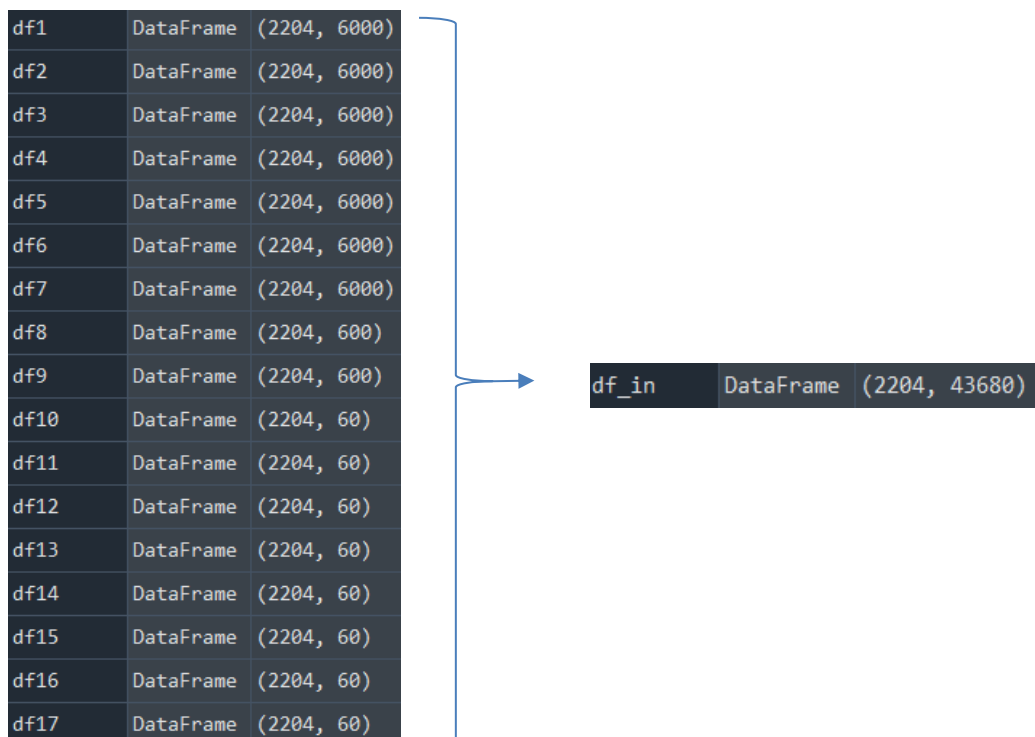 df1 DataFrame (2204, 6000)
df2 DataFrame (2204, 6000)
df3 DataFrame (2204, 6000)
df4 DataFrame (2204, 6000)
df5 DataFrame (2204, 6000)
df6 DataFrame (2204, 6000)
df7 DataFrame (2204, 6000)
df8 DataFrame (2204, 600)
df9 DataFrame (2204, 600)
df10 DataFrame (2204, 60)
df11 DataFrame (2204, 60)
df12 DataFrame (2204, 60)
df13 DataFrame (2204, 60)
df14 DataFrame (2204, 60)
df15 DataFrame (2204, 60)
df16 DataFrame (2204, 60)
df17 DataFrame (2204, 60)
df_in DataFrame (2204, 43680)